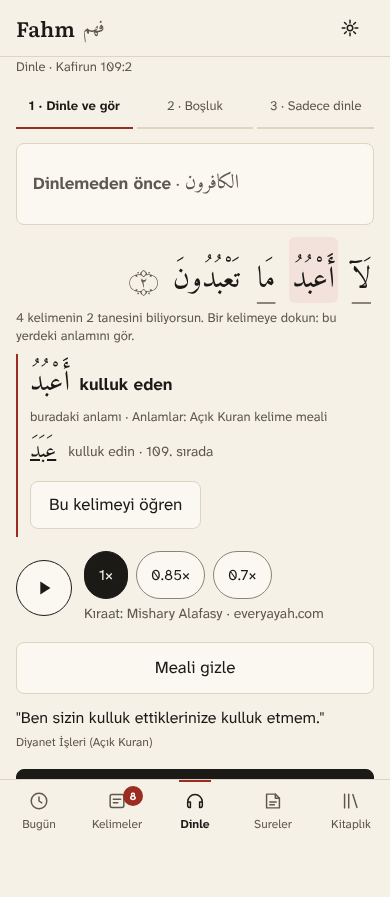 Fahm فهم
Dinle · Kafirun 109:2
1 · Dinle ve gör
2 · Boşluk
3 · Sadece dinle
Dinlemeden önce · الكافرون
لَآ أَعْبُدُ مَا تَعْبُدُونَ ٢
4 kelimenin 2 tanesini biliyorsun. Bir kelimeye dokun: bu
yerdeki anlamını gör.
أَعْبُدُ kulluk eden
buradaki anlamı · Anlamlar: Açık Kuran kelime meali
عَبَدَ kulluk edin · 109. sırada
Bu kelimeyi öğren
1×
0.85×
0.7×
Kıraat: Mishary Alafasy · everyayah.com
Meali gizle
"Ben sizin kulluk ettiklerinize kulluk etmem."
Diyanet İşleri (Açık Kuran)
8
Bugün
Kelimeler
Dinle
Sureler
Kitaplık